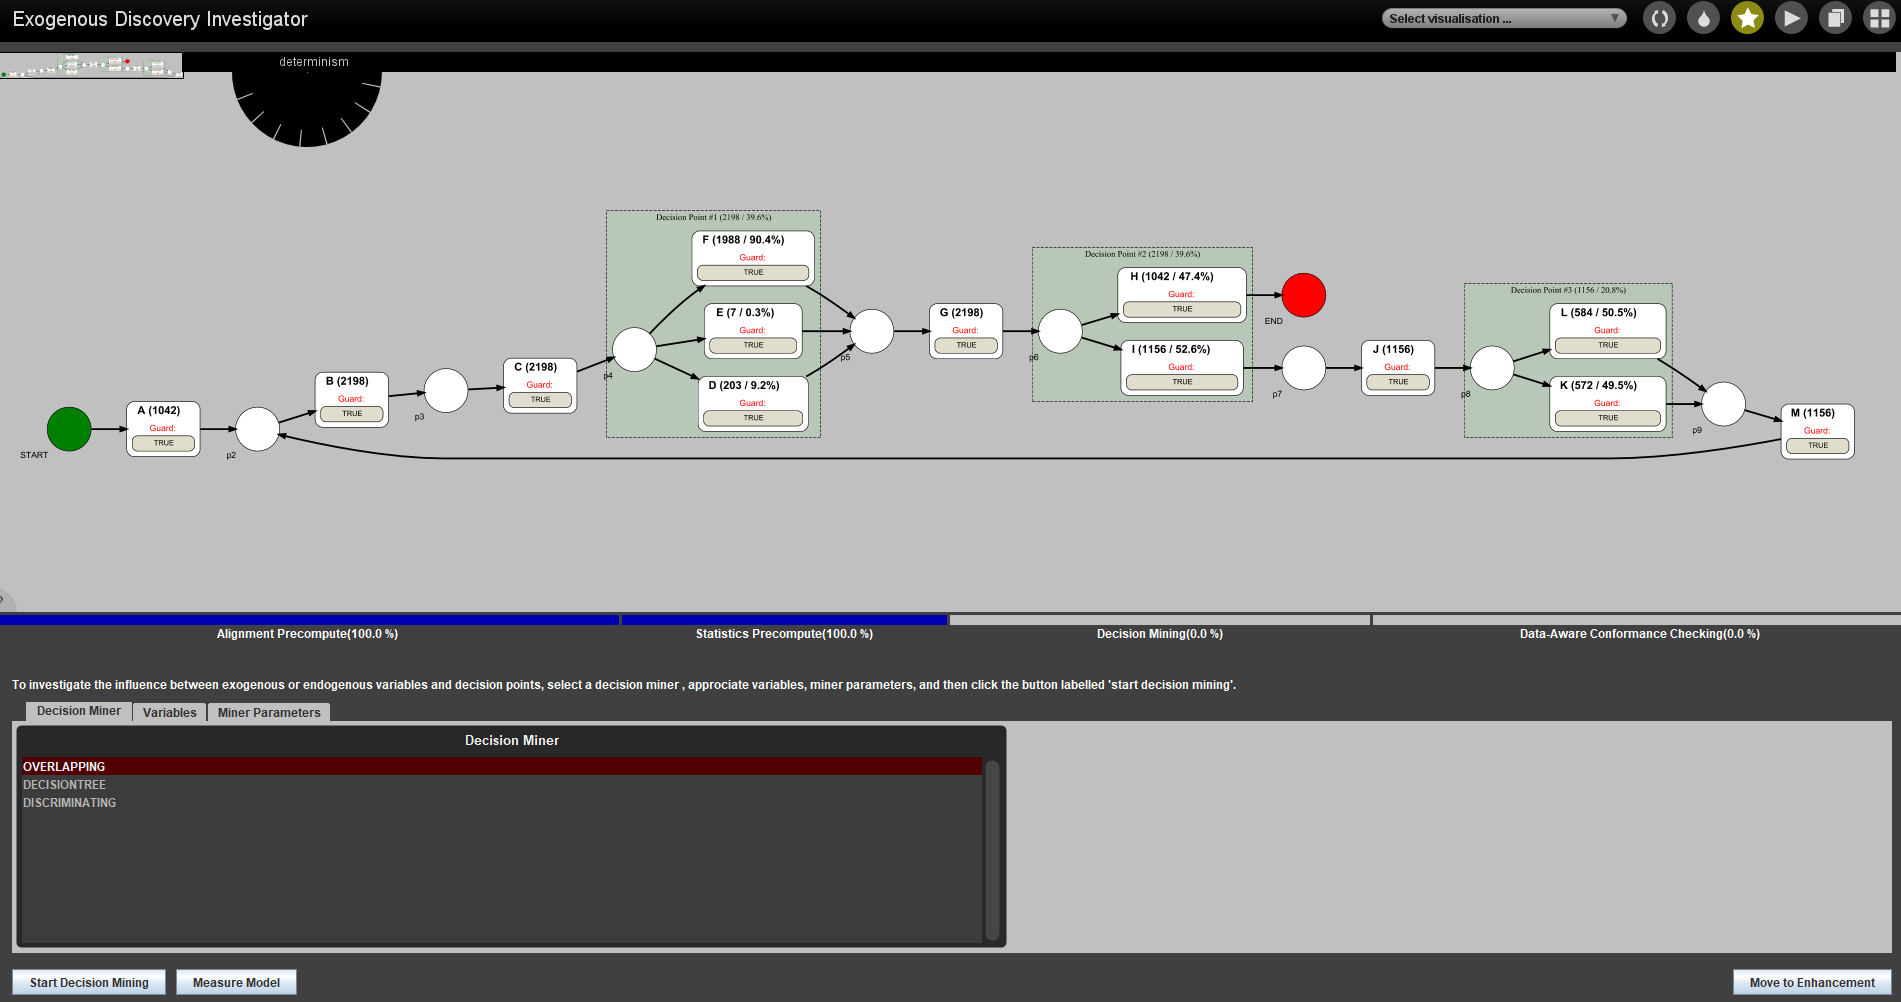 Exogenous Discovery Investigator
Select visualisation ...
determinism
Decision Point #1 (2198 / 39.6%)
F (1988 / 90.4%)
Guard:
TRUE
E (7 / 0.3%)
Guard:
TRUE
D (203 / 9.2%)
Guard:
TRUE
Decision Point #2 (2198 / 39.6%)
H (1042 / 47.4%)
Guard:
TRUE
I (1156 / 52.6%)
Guard:
TRUE
Decision Point #3 (1156 / 20.8%)
L (584 / 50.5%)
Guard:
TRUE
K (572 / 49.5%)
Guard:
TRUE
START
A (1042)
Guard:
TRUE
p2
B (2198)
Guard:
TRUE
p3
C (2198)
Guard:
TRUE
p4
p5
G (2198)
Guard:
TRUE
p6
END
p7
J (1156)
Guard:
TRUE
p8
p9
M (1156)
Guard:
TRUE
Alignment Precompute(100.0 %)
Statistics Precompute(100.0 %)
Decision Mining(0.0 %)
Data-Aware Conformance Checking(0.0 %)
To investigate the influence between exogenous or endogenous variables and decision points, select a decision miner , approciate variables, miner parameters, and then click the button labelled 'start decision mining'.
Decision Miner
Variables
Miner Parameters
Decision Miner
OVERLAPPING
DECISIONTREE
DISCRIMINATING
Start Decision Mining
Measure Model
Move to Enhancement